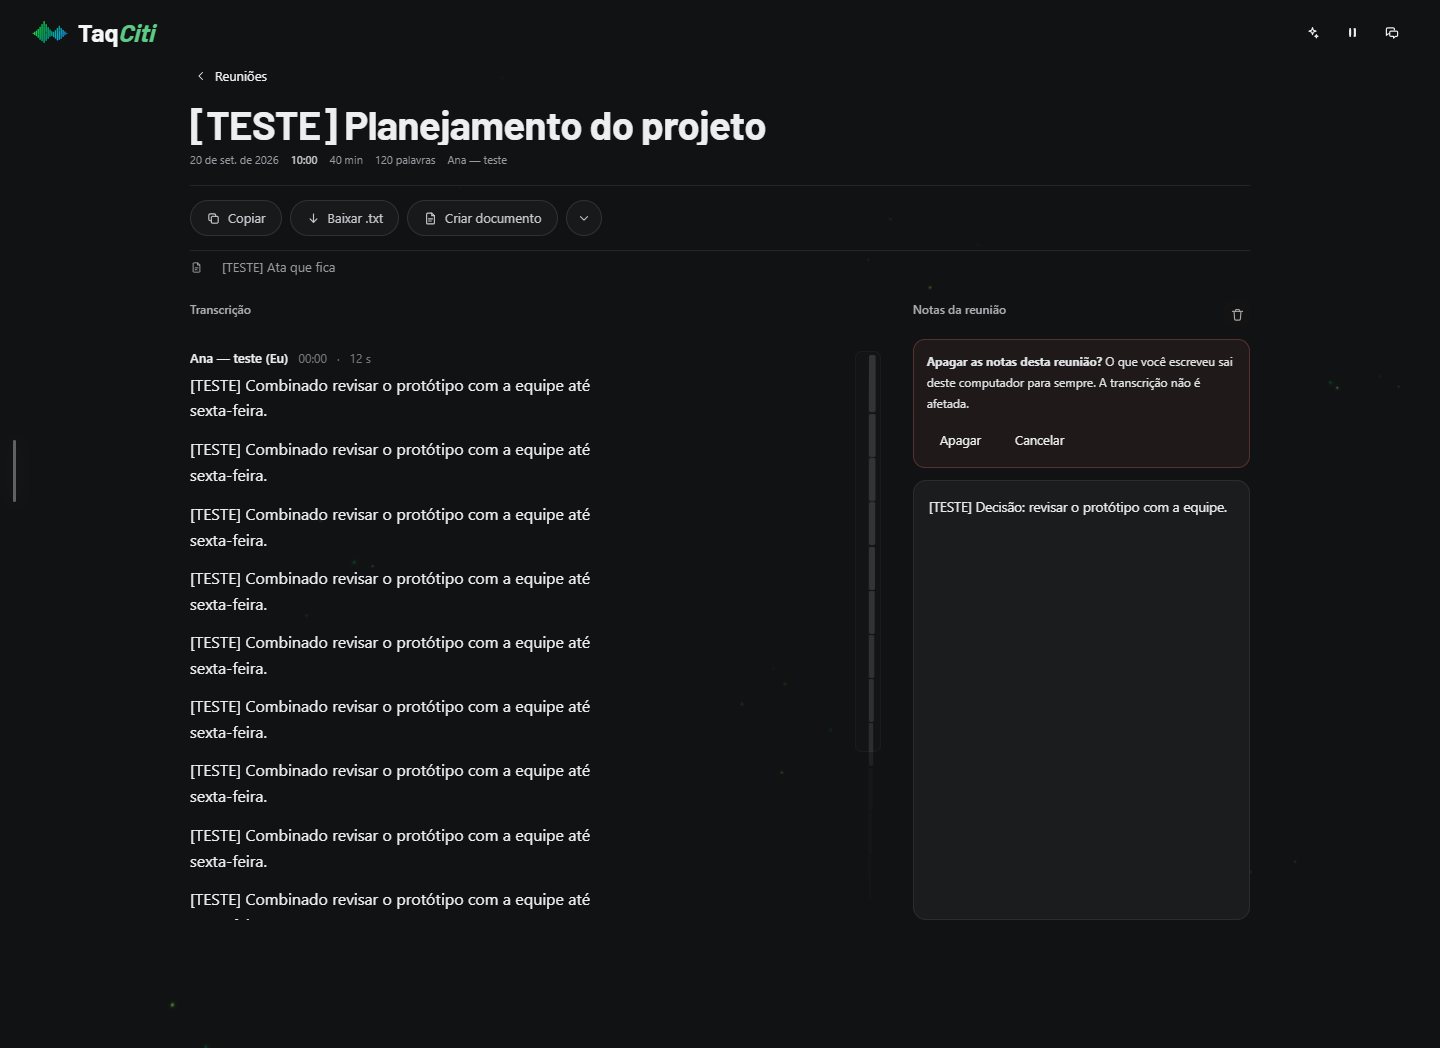 TaqCiti
Reuniões
[TESTE] Planejamento do projeto
20 de set. de 2026 10:00 40 min 120 palavras Ana — teste
Copiar
Baixar .txt
Criar documento
[TESTE] Ata que fica
Transcrição
Ana — teste (Eu) 00:00 · 12 s
[TESTE] Combinado revisar o protótipo com a equipe até
sexta-feira.
[TESTE] Combinado revisar o protótipo com a equipe até
sexta-feira.
[TESTE] Combinado revisar o protótipo com a equipe até
sexta-feira.
[TESTE] Combinado revisar o protótipo com a equipe até
sexta-feira.
[TESTE] Combinado revisar o protótipo com a equipe até
sexta-feira.
[TESTE] Combinado revisar o protótipo com a equipe até
sexta-feira.
[TESTE] Combinado revisar o protótipo com a equipe até
sexta-feira.
[TESTE] Combinado revisar o protótipo com a equipe até
sexta-feira.
[TESTE] Combinado revisar o protótipo com a equipe até
Notas da reunião
Apagar as notas desta reunião? O que você escreveu sai
deste computador para sempre. A transcrição não é
afetada.
Apagar
Cancelar
[TESTE] Decisão: revisar o protótipo com a equipe.